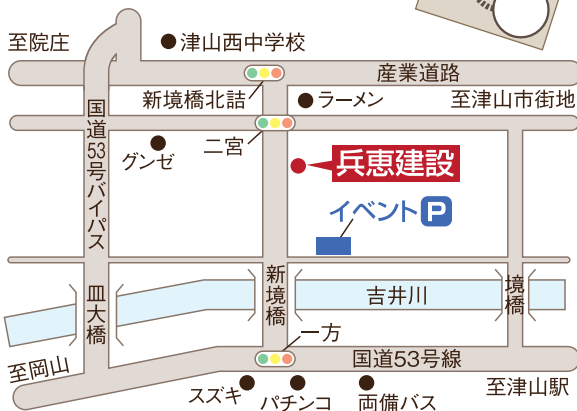 至院庄
津山西中学校
産業道路
新境橋北詰
ラーメン
至津山市街地
国道53号バイパス
グンゼ
二宮
兵恵建設
イベント P
新境橋
皿大橋
吉井川
境橋
一方
至岡山
国道53号線
スズキ
パチンコ
両備バス
至津山駅